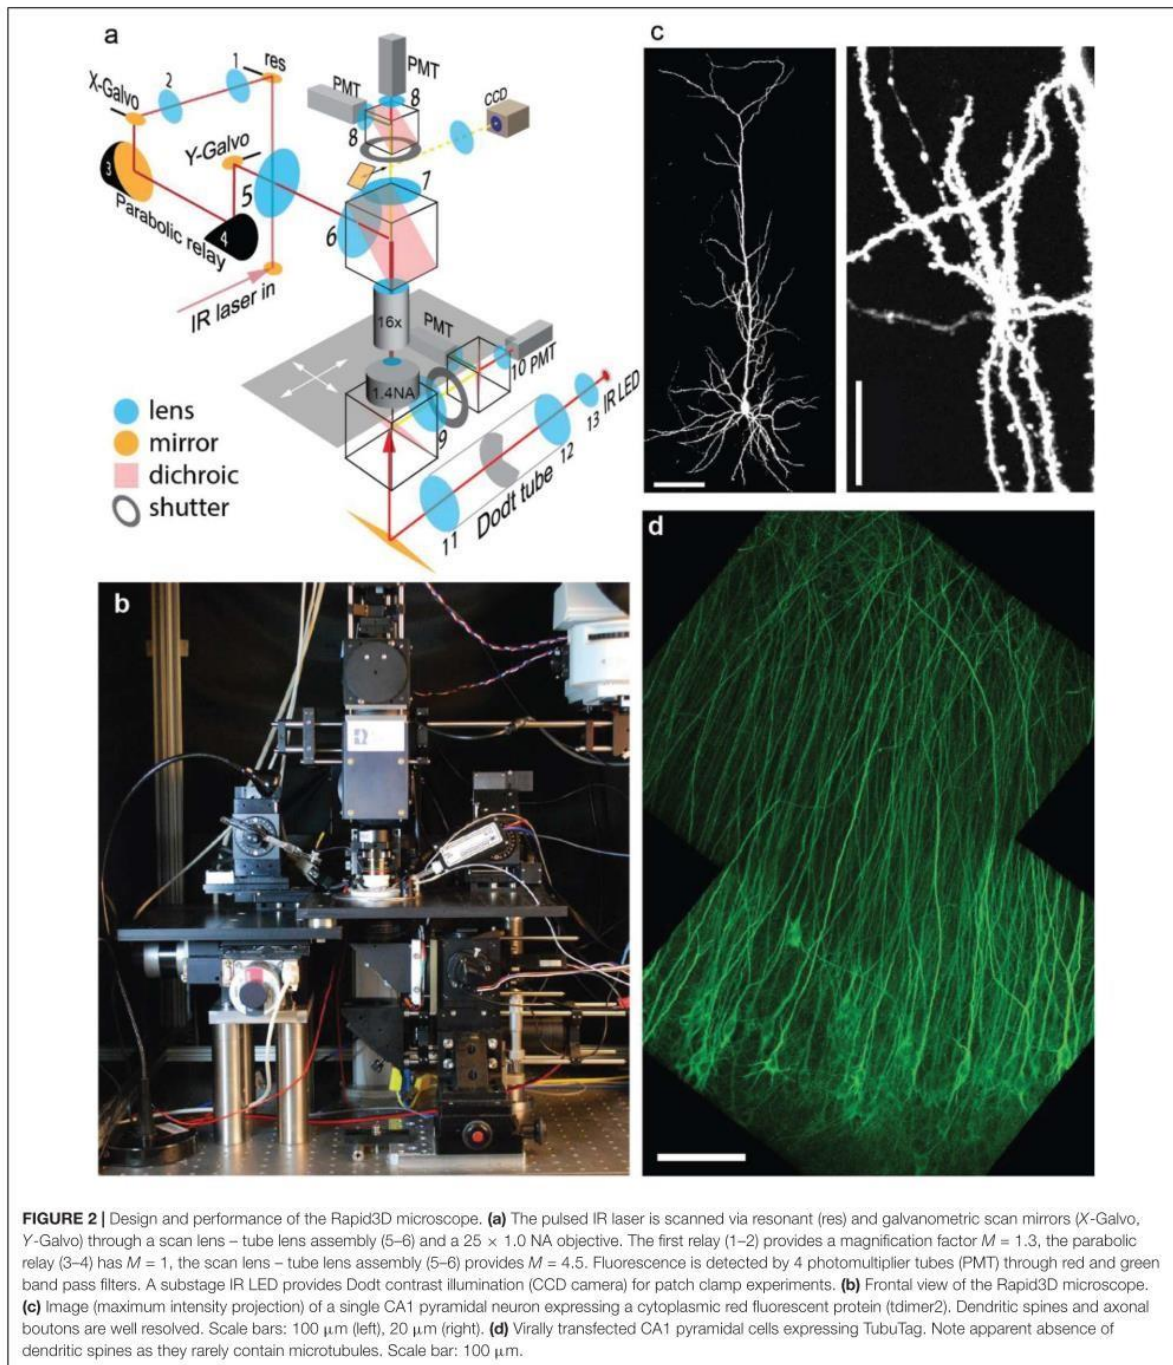 a
res
1
2
X-Galvo
PMT
PMT
8
8
CCD
Y-Galvo
3
Parabolic relay
4
5
6
7
IR laser in
16x
PMT
10
PMT
1.4NA
9
IR LED
13
12
Dodt tube
11
lens
mirror
dichroic
shutter
b
c
d
FIGURE 2 | Design and performance of the Rapid3D microscope. (a) The pulsed IR laser is scanned via resonant (res) and galvanometric scan mirrors (X-Galvo,
Y-Galvo) through a scan lens – tube lens assembly (5–6) and a 25 × 1.0 NA objective. The first relay (1–2) provides a magnification factor M = 1.3, the parabolic
relay (3–4) has M = 1, the scan lens – tube lens assembly (5–6) provides M = 4.5. Fluorescence is detected by 4 photomultiplier tubes (PMT) through red and green
band pass filters. A substage IR LED provides Dodt contrast illumination (CCD camera) for patch clamp experiments. (b) Frontal view of the Rapid3D microscope.
(c) Image (maximum intensity projection) of a single CA1 pyramidal neuron expressing a cytoplasmic red fluorescent protein (tdimer2). Dendritic spines and axonal
boutons are well resolved. Scale bars: 100 μm (left), 20 μm (right). (d) Virally transfected CA1 pyramidal cells expressing TubuTag. Note apparent absence of
dendritic spines as they rarely contain microtubules. Scale bar: 100 μm.